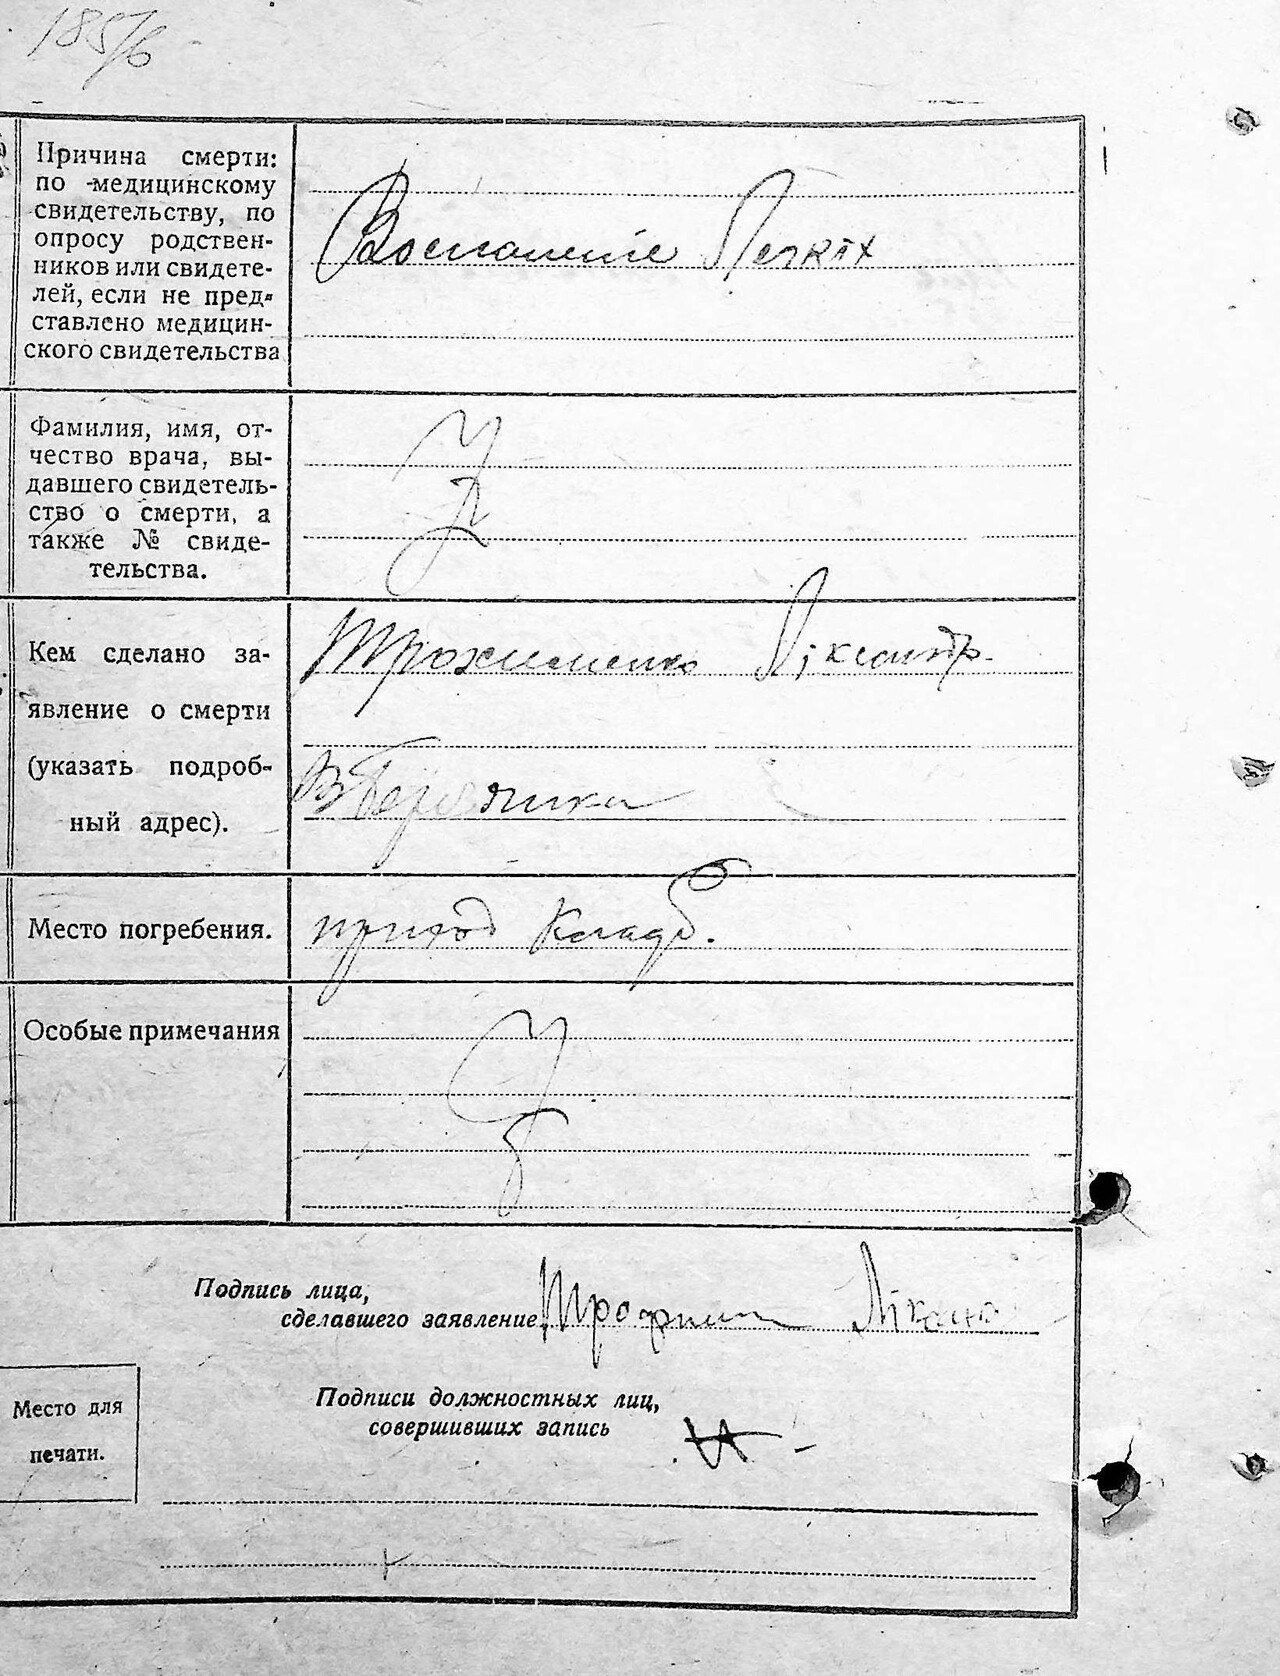 Причина смерти:
по медицинскому
свидетельству, по
опросу родствен-
ников или свидете-
лей, если не пред-
ставлено медицин-
ского свидетельства
Воспаление Легких
Фамилия, имя, от-
чество врача, вы-
давшего свидетель-
ство о смерти, а
также № свиде-
тельства.
Кем сделано за-
явление о смерти
(указать подроб-
ный адрес).
Трохименко
Место погребения.
приход Кладб.
Особые примечания
Подпись лица,
сделавшего заявление
Подписи должностных лиц,
совершивших запись
Место для
печати.